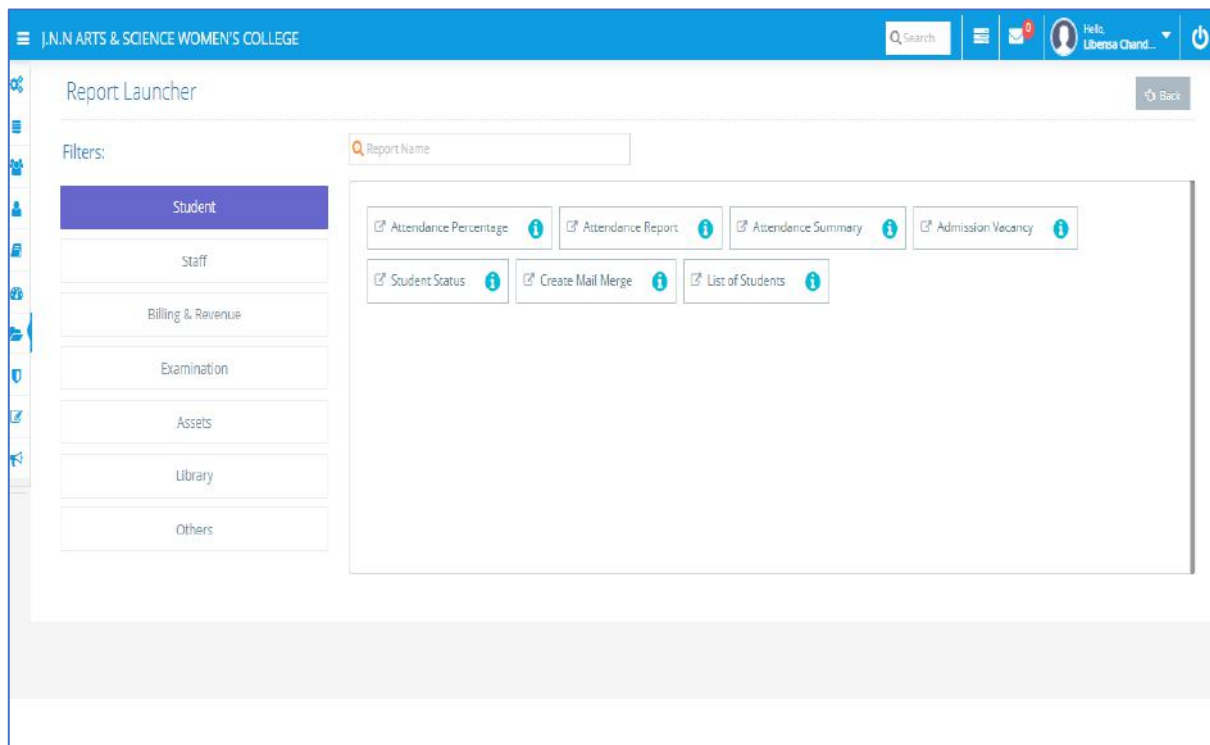 J.N.N ARTS & SCIENCE WOMEN'S COLLEGE
Search
0
Hello,
Libensa Chand...
Report Launcher
Back
Filters:
Report Name
Student
Staff
Billing & Revenue
Examination
Assets
Library
Others
Attendance Percentage
Attendance Report
Attendance Summary
Admission Vacancy
Student Status
Create Mail Merge
List of Students